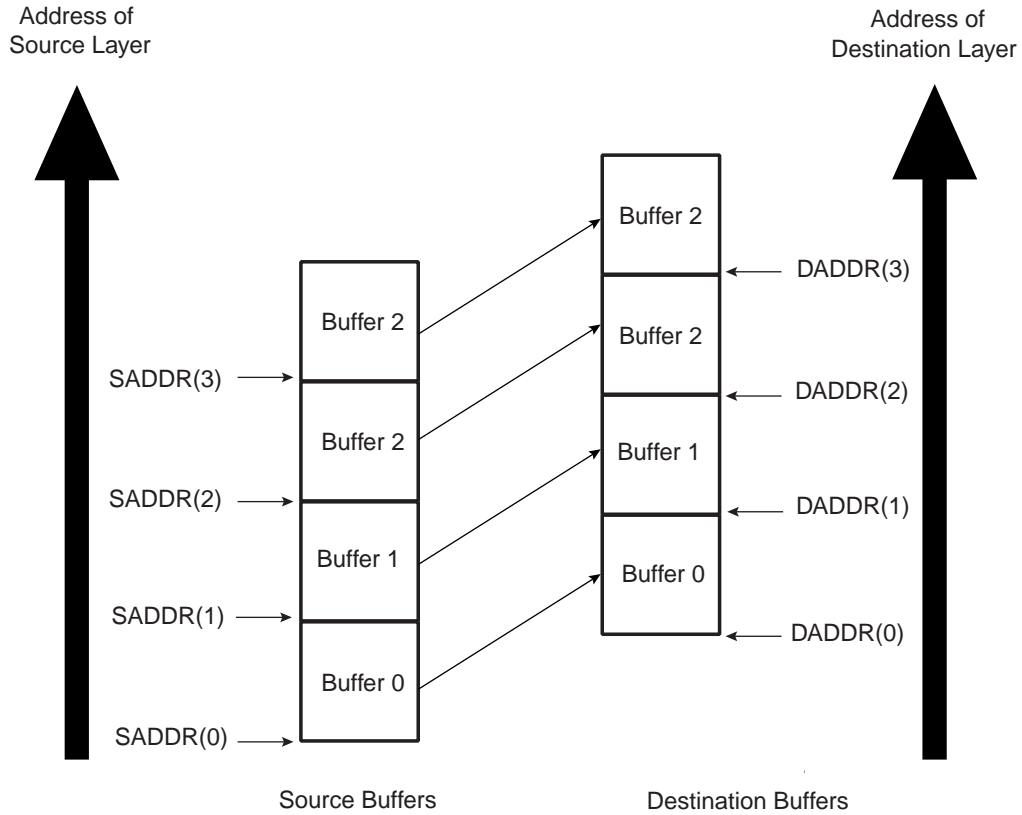 Address of
Source Layer
Address of
Destination Layer
Buffer 2
DADDR(3)
Buffer 2
Buffer 2
SADDR(3)
DADDR(2)
Buffer 2
Buffer 1
SADDR(2)
DADDR(1)
Buffer 1
Buffer 0
SADDR(1)
DADDR(0)
Buffer 0
SADDR(0)
Source Buffers
Destination Buffers